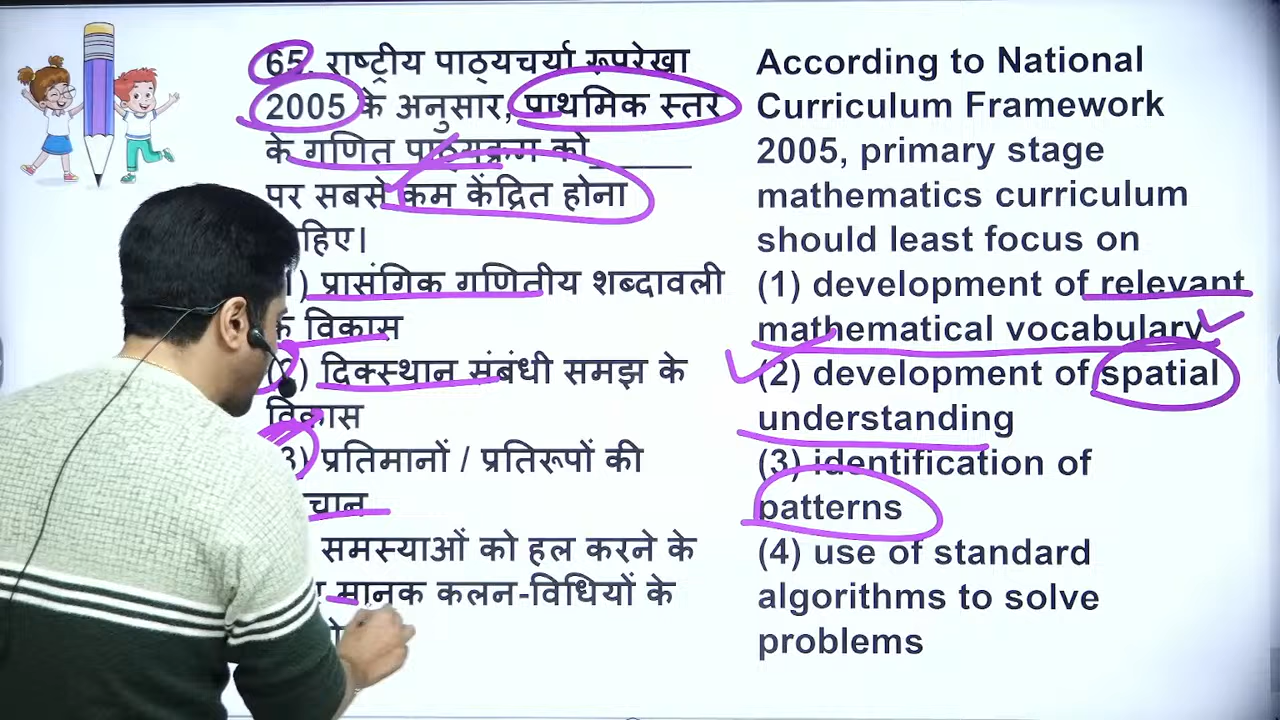 65. राष्ट्रीय पाठ्यचर्या रूपरेखा
2005 के अनुसार, प्राथमिक स्तर
के गणित पाठ्यक्रम को______
पर सबसे कम केंद्रित होना
हिए।
) प्रासंगिक गणितीय शब्दावली
के विकास
(2) दिक्स्थान संबंधी समझ के
विकास
3) प्रतिमानों / प्रतिरूपों की
चान
समस्याओं को हल करने के
मानक कलन-विधियों के
According to National
Curriculum Framework
2005, primary stage
mathematics curriculum
should least focus on
(1) development of relevant
mathematical vocabulary
(2) development of spatial
understanding
(3) identification of
patterns
(4) use of standard
algorithms to solve
problems